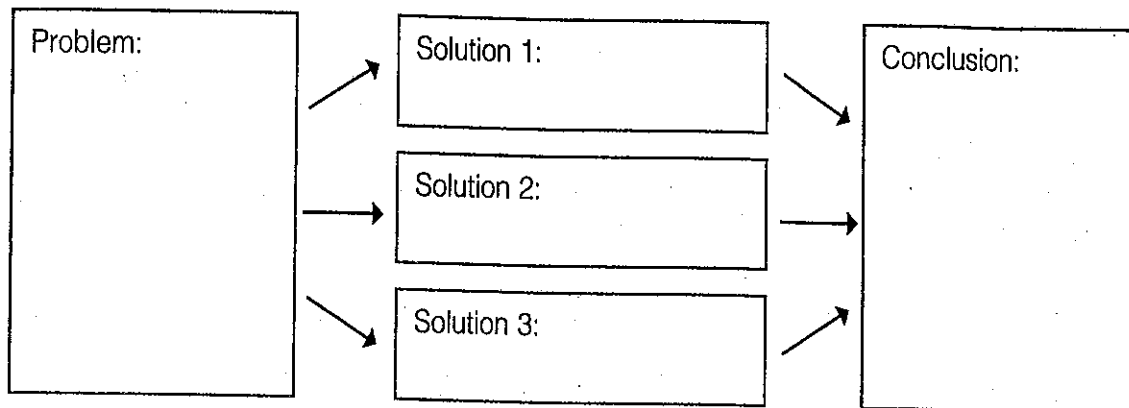 Problem:
Solution 1:
Solution 2:
Solution 3:
Conclusion: